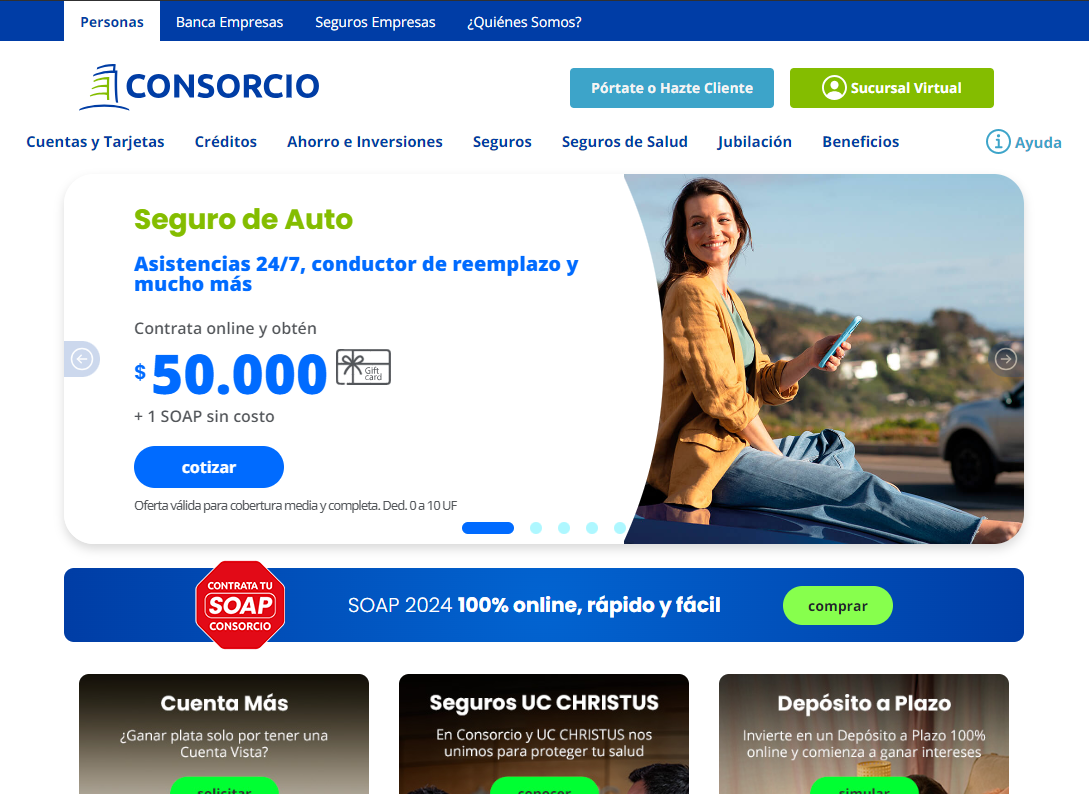 Personas
Banca Empresas
Seguros Empresas
¿Quiénes Somos?
CONSORCIO
Pórtate o Hazte Cliente
Sucursal Virtual
Cuentas y Tarjetas
Créditos
Ahorro e Inversiones
Seguros
Seguros de Salud
Jubilación
Beneficios
Ayuda
Seguro de Auto
Asistencias 24/7, conductor de reemplazo y
mucho más
Contrata online y obtén
$ 50.000
Gift
card
+ 1 SOAP sin costo
cotizar
Oferta válida para cobertura media y completa. Ded. 0 a 10 UF
CONTRATA TU
SOAP
CONSORCIO
SOAP 2024 100% online, rápido y fácil
comprar
Cuenta Más
¿Ganar plata solo por tener una
Cuenta Vista?
solicitar
Seguros UC CHRISTUS
En Consorcio y UC CHRISTUS nos
unimos para proteger tu salud
conocer
Depósito a Plazo
Invierte en un Depósito a Plazo 100%
online y comienza a ganar intereses
simular